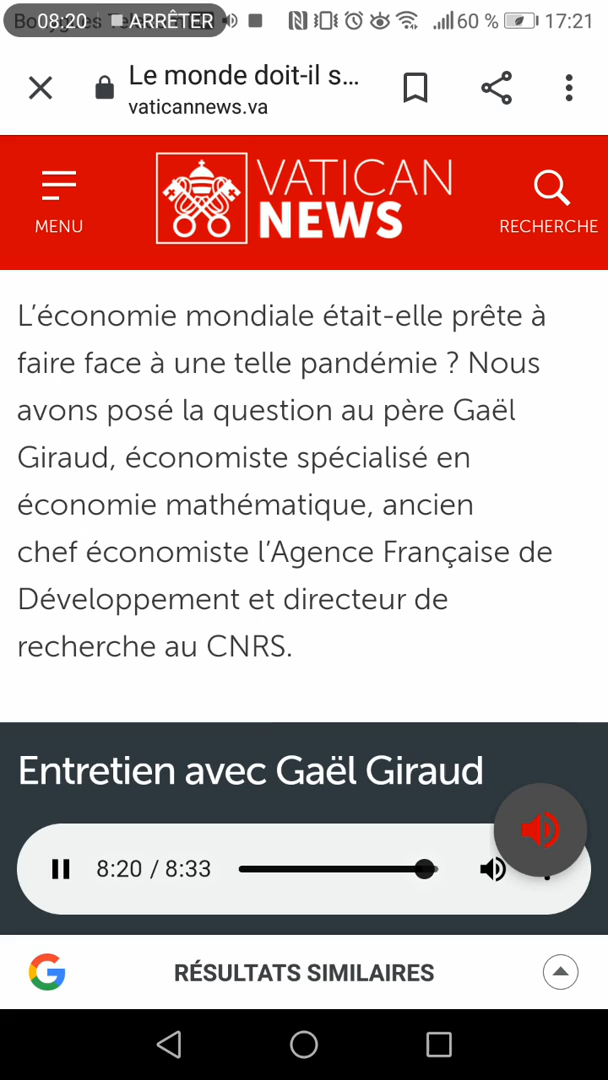 08:20 ARRÊTER 60 % 17:21
Le monde doit-il s...
vaticannews.va
MENU
VATICAN
NEWS
RECHERCHE
L’économie mondiale était-elle prête à
faire face à une telle pandémie ? Nous
avons posé la question au père Gaël
Giraud, économiste spécialisé en
économie mathématique, ancien
chef économiste l’Agence Française de
Développement et directeur de
recherche au CNRS.
Entretien avec Gaël Giraud
8:20 / 8:33
G
RÉSULTATS SIMILAIRES